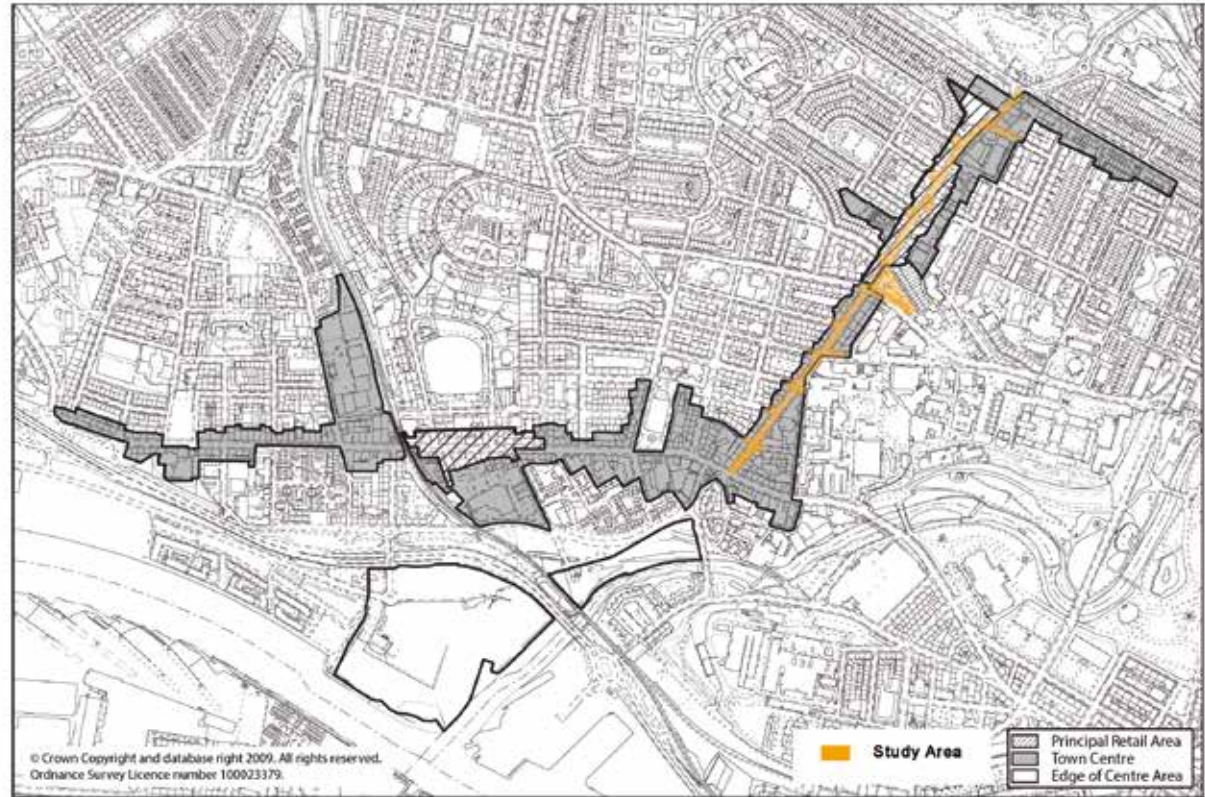 © Crown Copyright and database right 2009. All rights reserved.
Ordnance Survey Licence number 100023379.
Study Area
Principal Retail Area
Town Centre
Edge of Centre Area